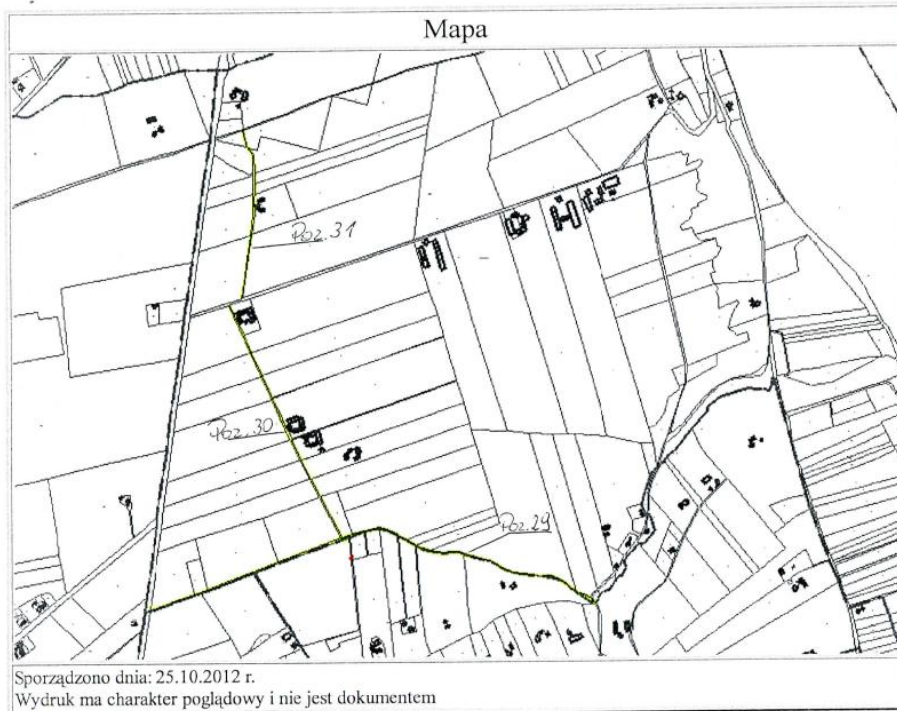 Mapa
Poz. 31
Poz. 30
Poz. 29
Sporządzono dnia: 25.10.2012 r.
Wydruk ma charakter poglądowy i nie jest dokumentem